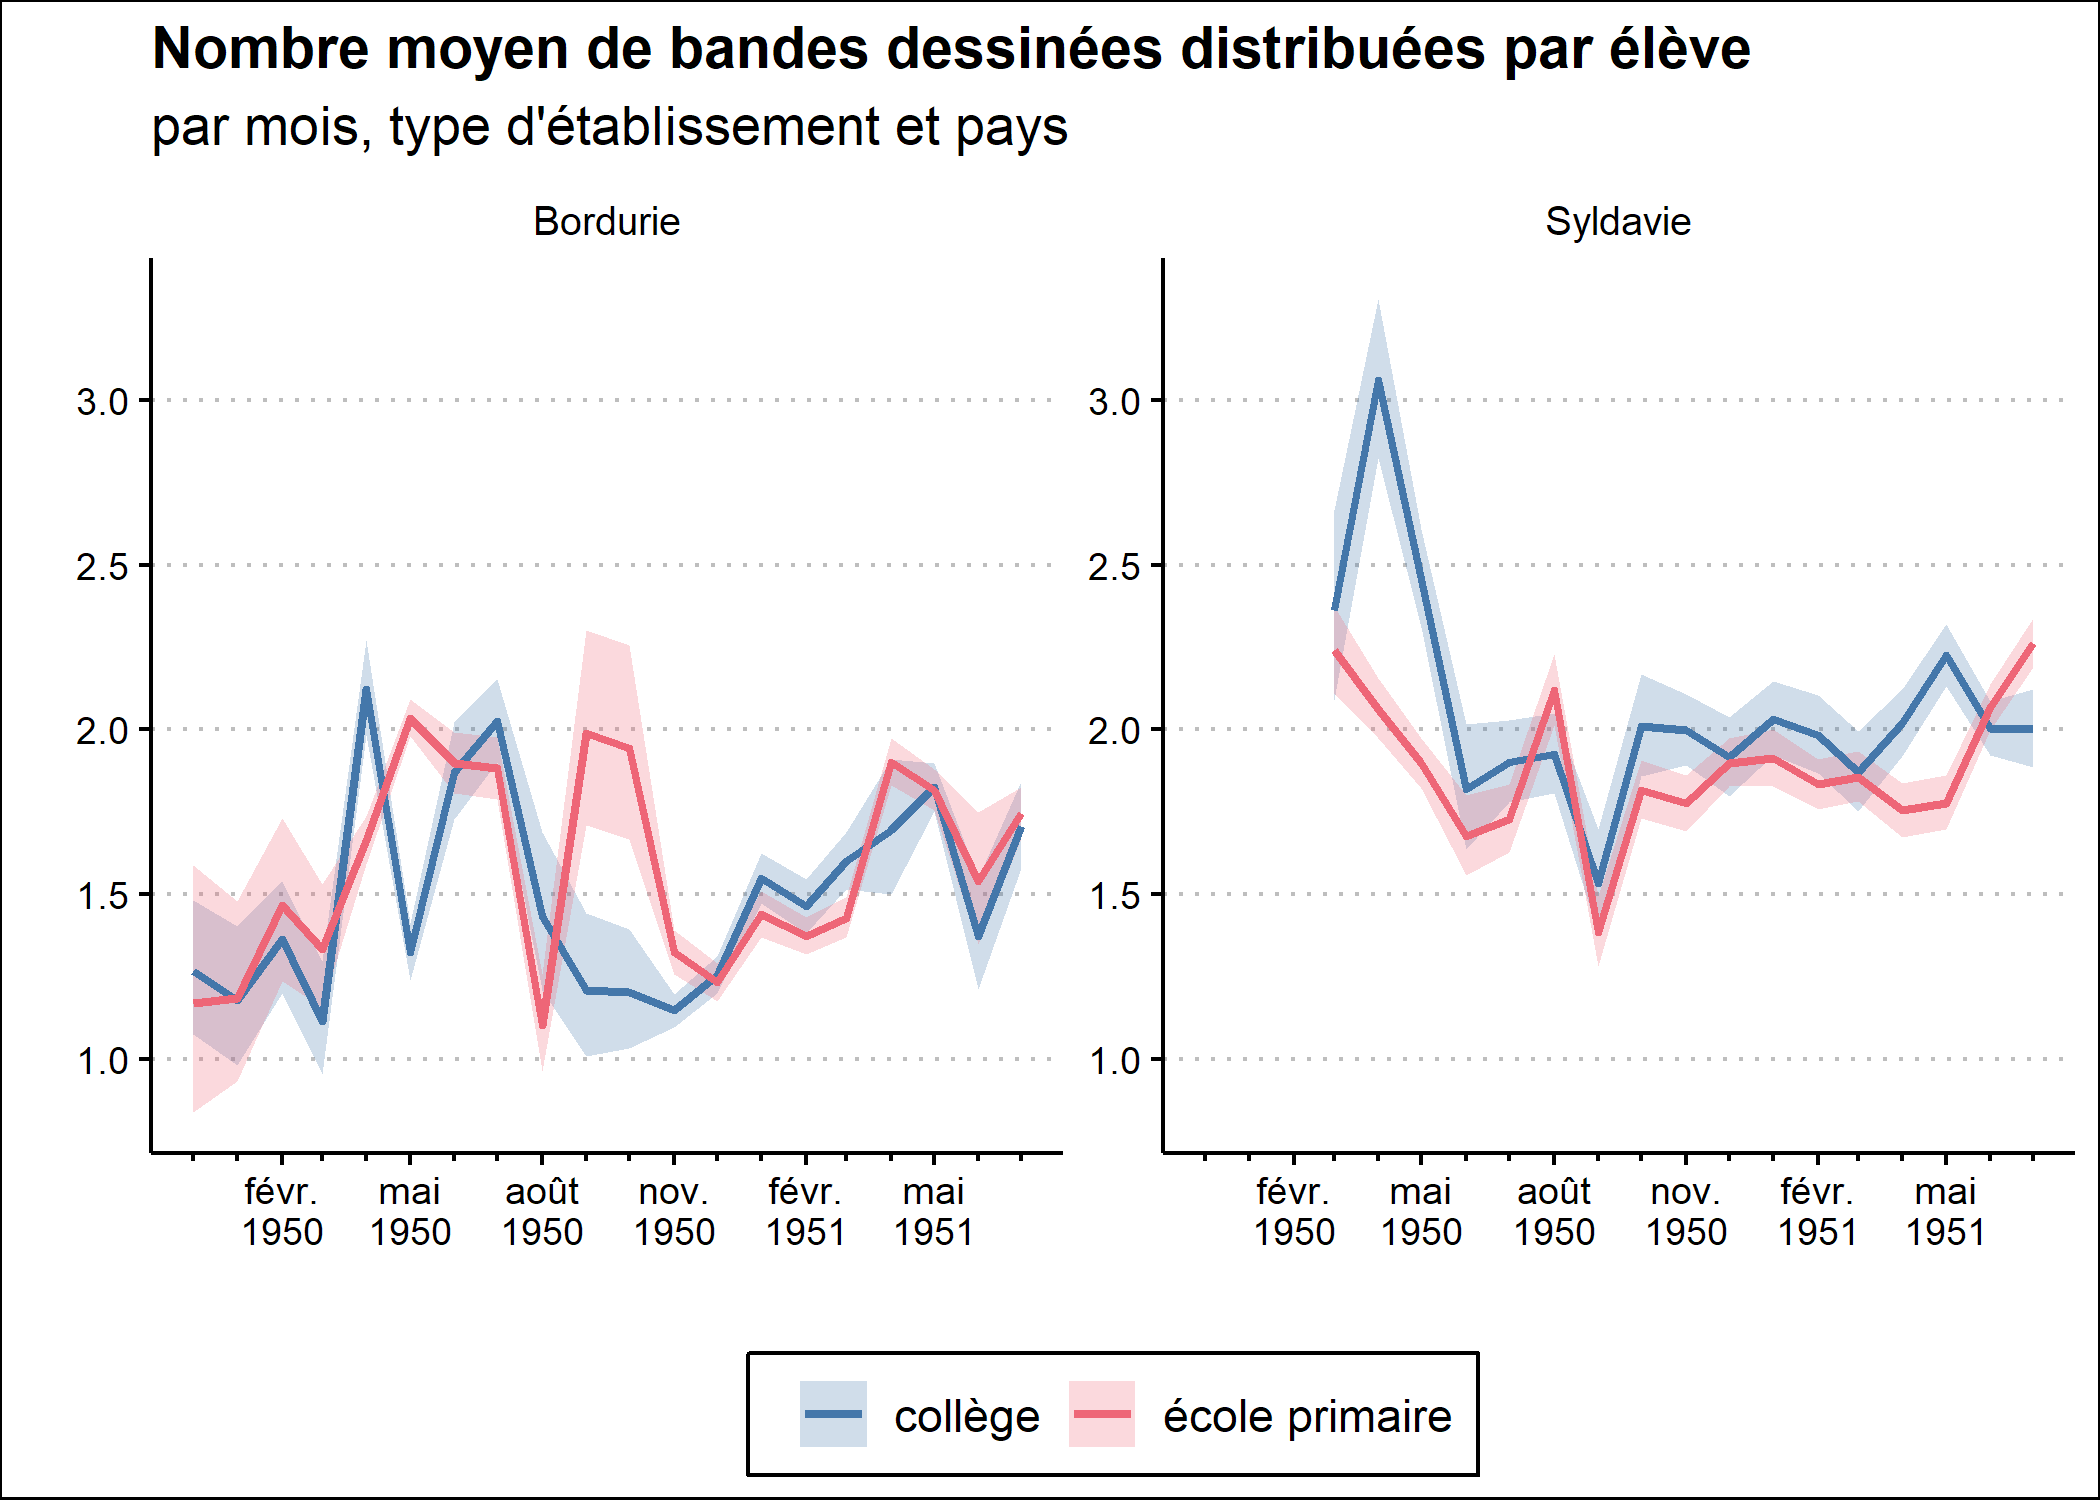 Nombre moyen de bandes dessinées distribuées par élève
par mois, type d'établissement et pays
Bordurie
Syldavie
3.0
2.5
2.0
1.5
1.0
3.0
2.5
2.0
1.5
1.0
févr. mai août nov. févr. mai
1950 1950 1950 1950 1951 1951
févr. mai août nov. févr. mai
1950 1950 1950 1950 1951 1951
collège école primaire